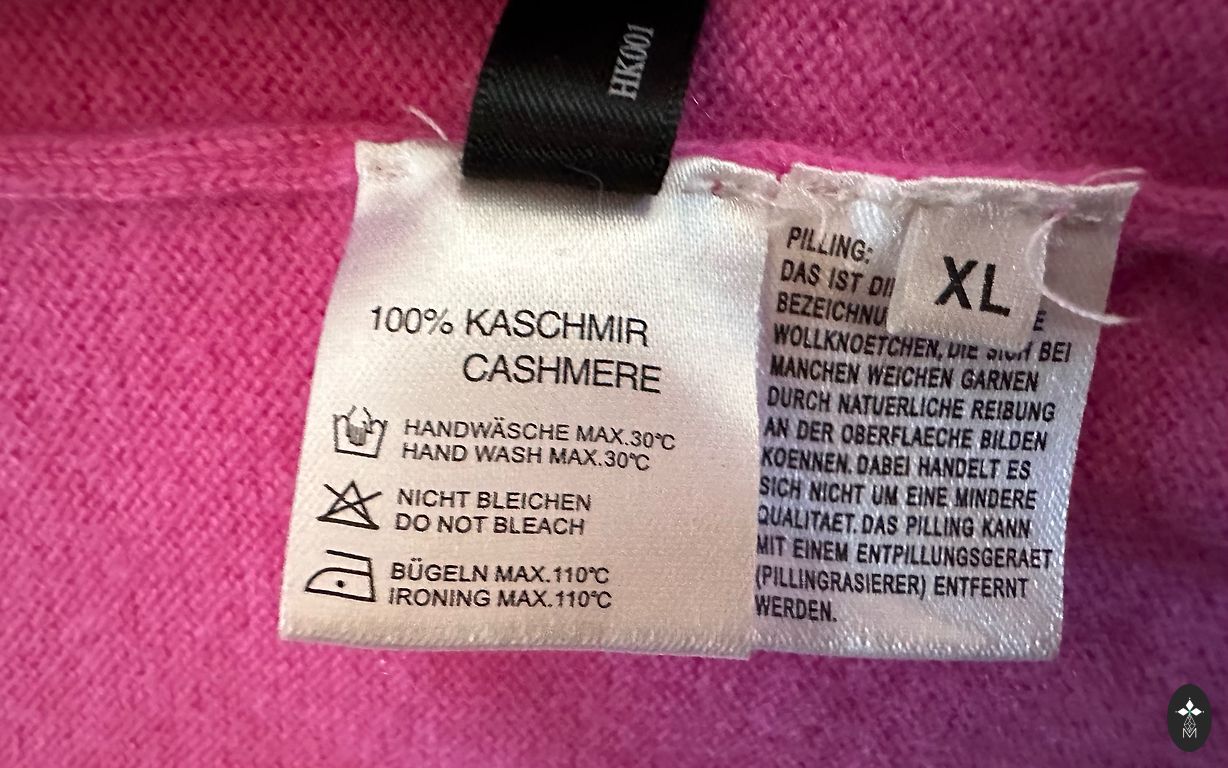 HK001
100% KASCHMIR
CASHMERE
HANDWÄSCHE MAX.30°C
HAND WASH MAX.30°C
NICHT BLEICHEN
DO NOT BLEACH
BÜGELN MAX.110°C
IRONING MAX.110°C
XL
PILLING:
DAS IST
WOLLKNOETCHEN, DIE SICH BEI
MANCHEN WEICHEN GARNEN
DURCH NATUERLICHE REIBUNG
AN DER OBERFLAECHE BILDEN
KOENNEN. DABEI HANDELT ES
SICH NICHT UM EINE MINDERE
QUALITAET. DAS PILLING KANN
MIT EINEM ENTPILLUNGSGERAET
(PILLINGRASIERER) ENTFERNT
WERDEN.
M